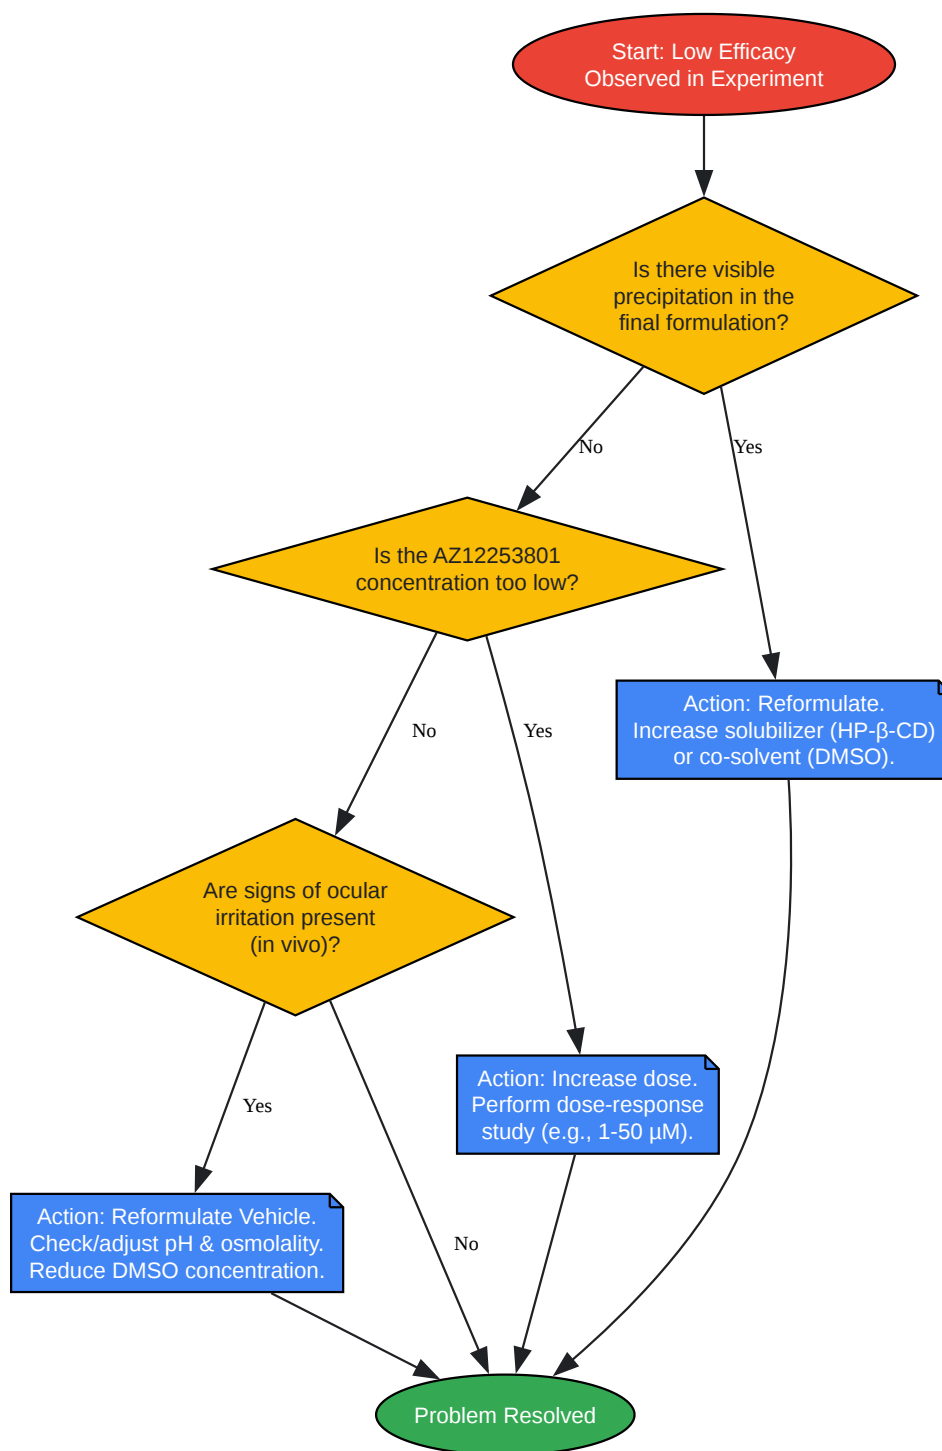 Start: Low Efficacy
Observed in Experiment
Is there visible
precipitation in the
final formulation?
No
Yes
Is the AZ12253801
concentration too low?
Action: Reformulate.
Increase solubilizer (HP-β-CD)
or co-solvent (DMSO).
No
Yes
Are signs of ocular
irritation present
(in vivo)?
Action: Increase dose.
Perform dose-response
study (e.g., 1-50 µM).
Yes
No
Action: Reformulate Vehicle.
Check/adjust pH & osmolality.
Reduce DMSO concentration.
Problem Resolved